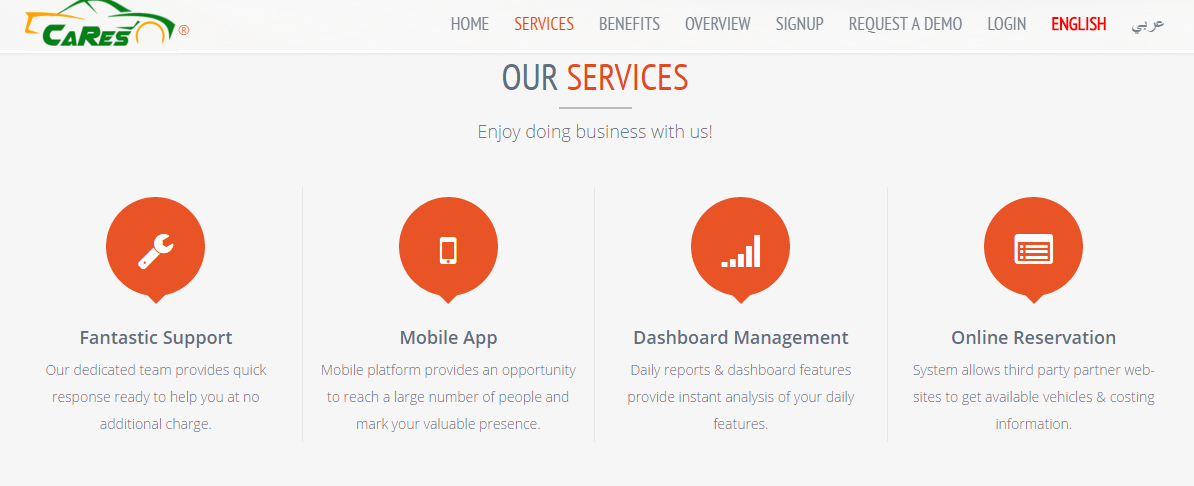 CaRes ®
HOME SERVICES BENEFITS OVERVIEW SIGNUP REQUEST A DEMO LOGIN ENGLISH عربي
OUR SERVICES
Enjoy doing business with us!
Fantastic Support
Our dedicated team provides quick
response ready to help you at no
additional charge.
Mobile App
Mobile platform provides an opportunity
to reach a large number of people and
mark your valuable presence.
Dashboard Management
Daily reports & dashboard features
provide instant analysis of your daily
features.
Online Reservation
System allows third party partner web-
sites to get available vehicles & costing
information.